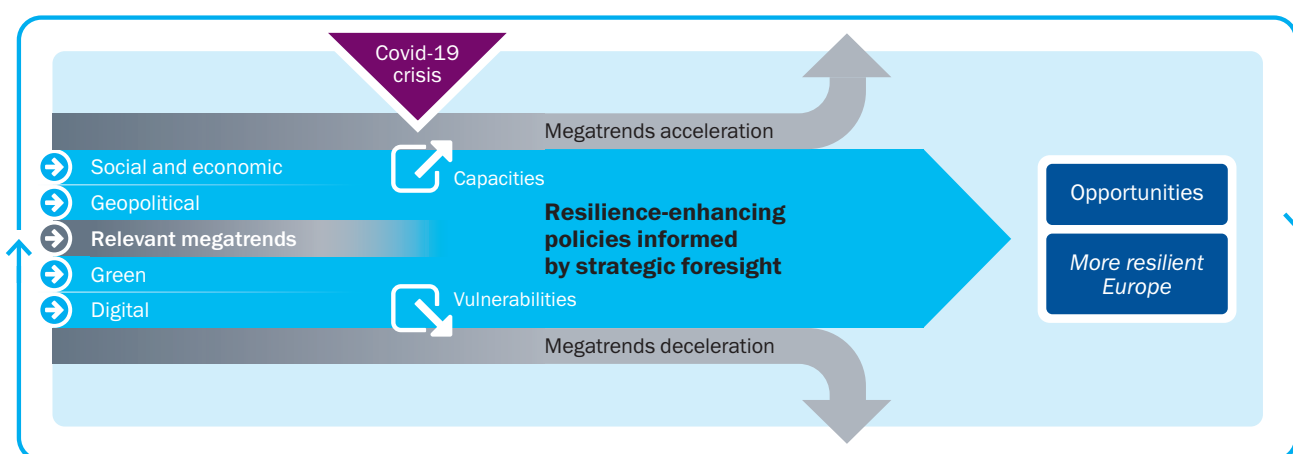 Covid-19
crisis
Megatrends acceleration
Social and economic
Capacities
Geopolitical
Relevant megatrends
Green
Digital
Resilience-enhancing
policies informed
by strategic foresight
Vulnerabilities
Megatrends deceleration
Opportunities
More resilient
Europe